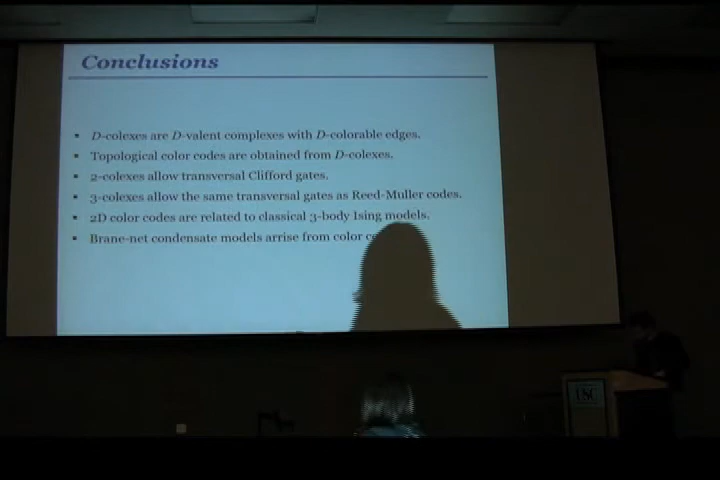 Conclusions
D-colexes are D-valent complexes with D-colorable edges.
Topological color codes are obtained from D-colexes.
2-colexes allow transversal Clifford gates.
3-colexes allow the same transversal gates as Reed-Muller codes.
2D color codes are related to classical 3-body Ising models.
Brane-net condensate models arrise from color
USC